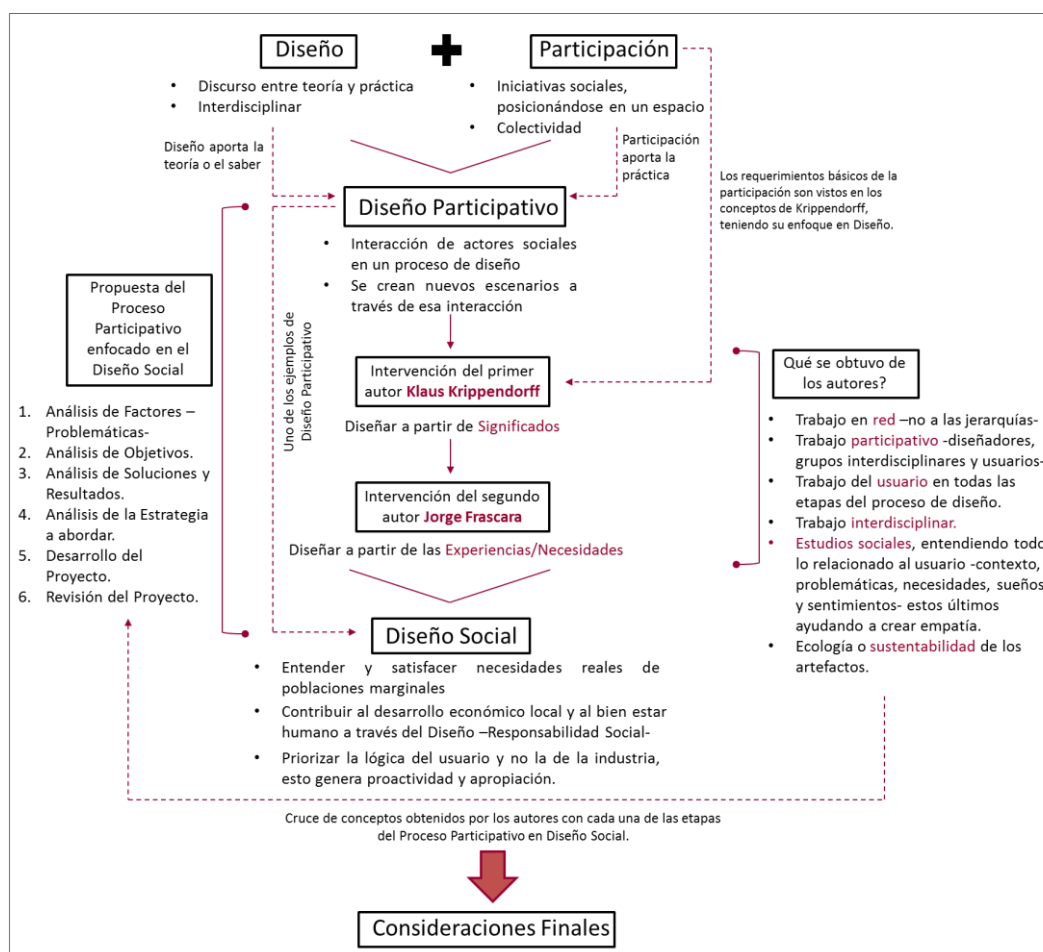 Diseño
Participación
• Discurso entre teoría y práctica
• Interdisciplinar
• Iniciativas sociales,
posicionándose en un espacio
• Colectividad
Diseño aporta la
teoría o el saber
Participación
aporta la
práctica
Los requerimientos básicos de la
participación son vistos en los
conceptos de Krippendorff,
teniendo su enfoque en Diseño.
Diseño Participativo
• Interacción de actores sociales
en un proceso de diseño
• Se crean nuevos escenarios a
través de esa interacción
Propuesta del
Proceso
Participativo
enfocado en el
Diseño Social
1. Análisis de Factores –
Problemáticas-
2. Análisis de Objetivos.
3. Análisis de Soluciones y
Resultados.
4. Análisis de la Estrategia
a abordar.
5. Desarrollo del
Proyecto.
6. Revisión del Proyecto.
Uno de los ejemplos de
Diseño Participativo
Intervención del primer
autor Klaus Krippendorff
Diseñar a partir de Significados
Intervención del segundo
autor Jorge Frascara
Diseñar a partir de las Experiencias/Necesidades
Qué se obtuvo de
los autores?
• Trabajo en red –no a las jerarquías-
• Trabajo participativo -diseñadores,
grupos interdisciplinares y usuarios-
• Trabajo del usuario en todas las
etapas del proceso de diseño.
• Trabajo interdisciplinar.
• Estudios sociales, entendiendo todo
lo relacionado al usuario -contexto,
problemáticas, necesidades, sueños
y sentimientos- estos últimos
ayudando a crear empatía.
• Ecología o sustentabilidad de los
artefactos.
Diseño Social
• Entender y satisfacer necesidades reales de
poblaciones marginales
• Contribuir al desarrollo económico local y al bien estar
humano a través del Diseño –Responsabilidad Social-
• Priorizar la lógica del usuario y no la de la industria,
esto genera proactividad y apropiación.
Cruce de conceptos obtenidos por los autores con cada una de las etapas
del Proceso Participativo en Diseño Social.
Consideraciones Finales